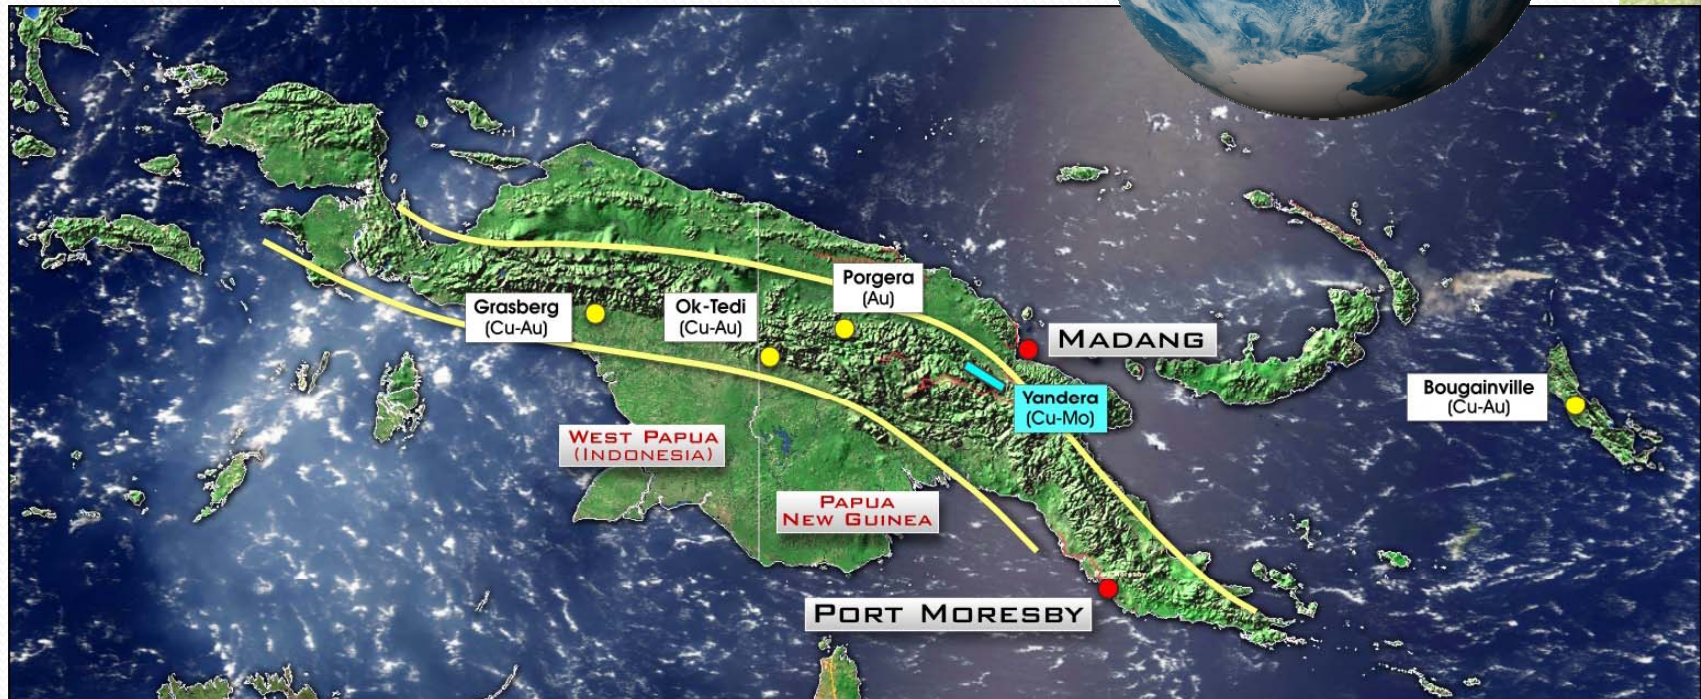 Porgera
(Au)
Grasberg
(Cu-Au)
Ok-Tedi
(Cu-Au)
MADANG
Yandera
(Cu-Mo)
Bougainville
(Cu-Au)
WEST PAPUA
(INDONESIA)
PAPUA
NEW GUINEA
PORT MORESBY